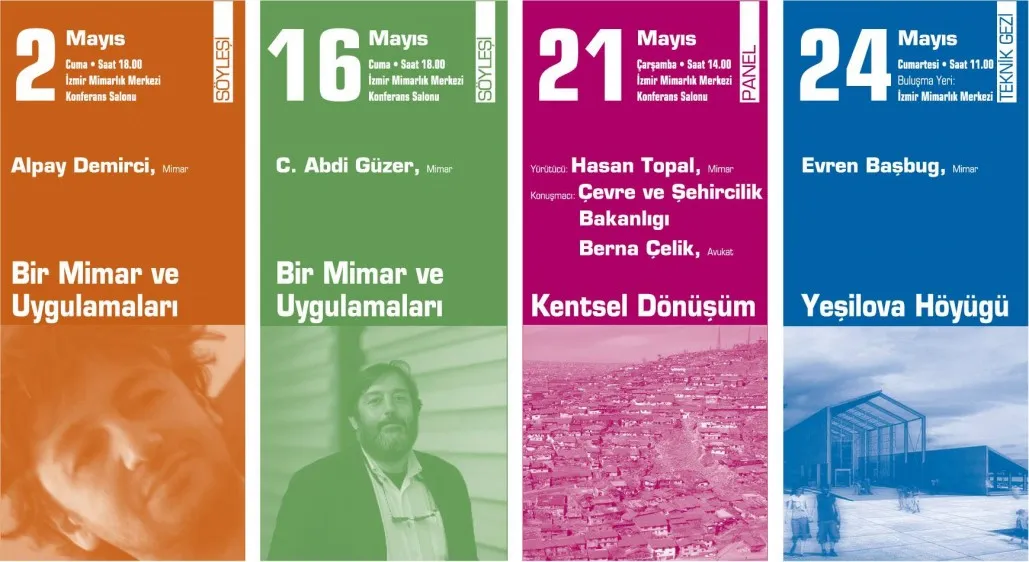 2
Mayıs
Cuma • Saat 18.00
İzmir Mimarlık Merkezi
Konferans Salonu
SÖYLEŞİ
Alpay Demirci, Mimar
Bir Mimar ve
Uygulamaları
16
Mayıs
Cuma • Saat 18.00
İzmir Mimarlık Merkezi
Konferans Salonu
SÖYLEŞİ
C. Abdi Güzer, Mimar
Bir Mimar ve
Uygulamaları
21
Mayıs
Çarşamba • Saat 14.00
İzmir Mimarlık Merkezi
Konferans Salonu
PANEL
Yürütücü: Hasan Topal, Mimar
Konuşmacı: Çevre ve Şehircilik
Bakanlıgı
Berna Çelik, Avukat
Kentsel Dönüşüm
24
Mayıs
Cumartesi • Saat 11.00
Buluşma Yeri:
İzmir Mimarlık Merkezi
TEKNİK GEZİ
Evren Başbug, Mimar
Yeşilova Höyügü